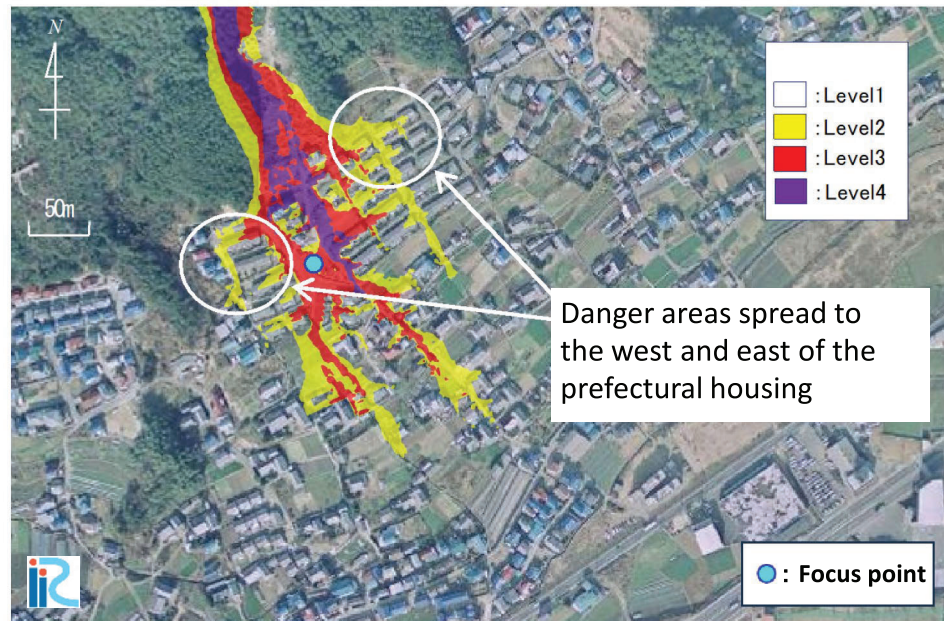 N
50m
:Level1
:Level2
:Level3
:Level4
Danger areas spread to
the west and east of the
prefectural housing
iRIC
: Focus point